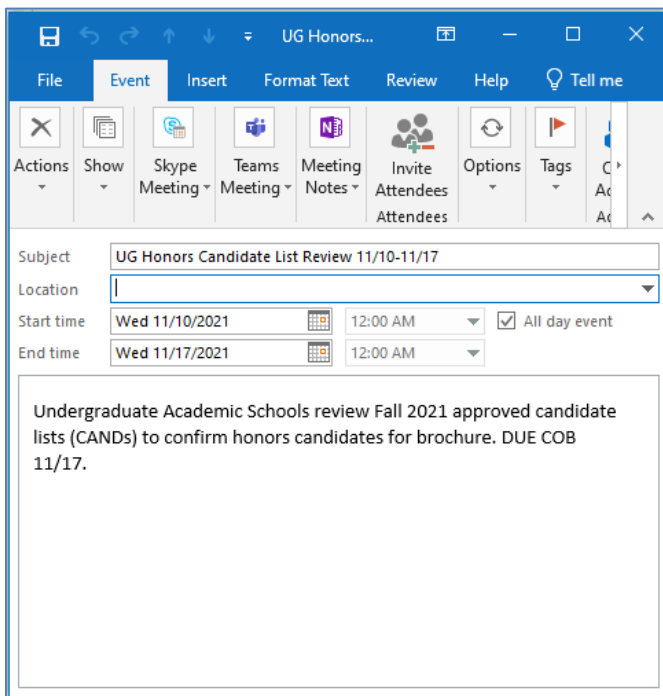 UG Honors...
File Event Insert Format Text Review Help Tell me
Actions Show Skype Meeting Teams Meeting Meeting Notes Invite Attendees Options Tags
Attendees
Subject UG Honors Candidate List Review 11/10-11/17
Location
Start time Wed 11/10/2021 12:00 AM All day event
End time Wed 11/17/2021 12:00 AM
Undergraduate Academic Schools review Fall 2021 approved candidate
lists (CANDs) to confirm honors candidates for brochure. DUE COB
11/17.